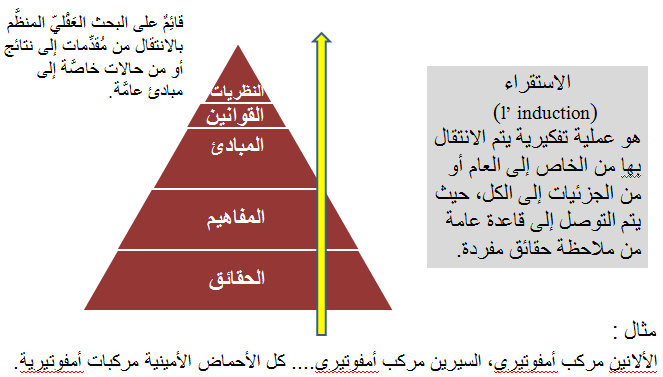 قائِمٌ على البحث العَقْليّ المنظَّم
بالانتقال من مُقدِّمات إلى نتائج
أو من حالات خاصَّة إلى
مبادئ عامَّة.
النظريات
القوانين
المبادئ
المفاهيم
الحقائق
الاستقراء
(l’ induction)
هو عملية تفكيرية يتم الانتقال
بها من الخاص إلى العام أو
من الجزئيات إلى الكل، حيث
يتم التوصل إلى قاعدة عامة
من ملاحظة حقائق مفردة.
مثال :
الألانين مركب أمفوتيري، السيرين مركب أمفوتيري.... كل الأحماض الأمينية مركبات أمفوتيرية.